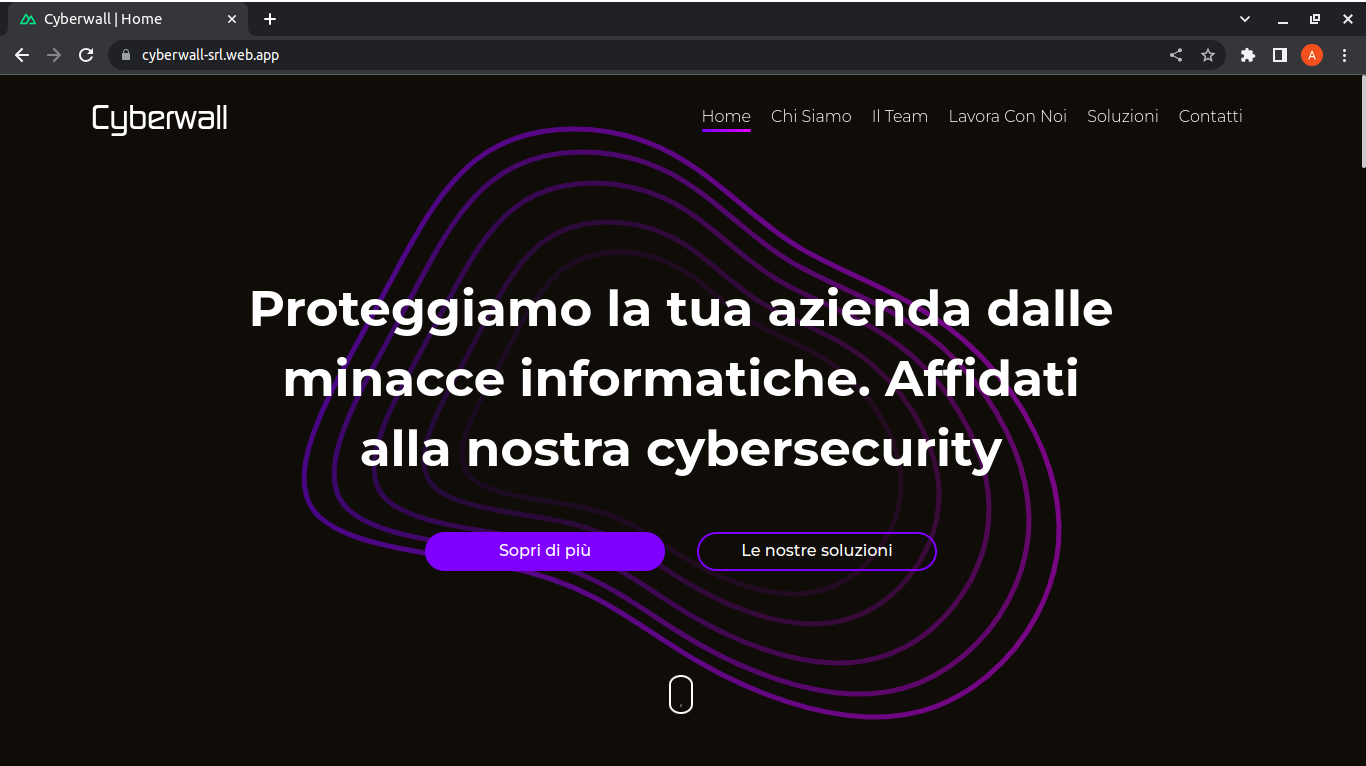 Cyberwall | Home
cyberwall-srl.web.app
A
Cyberwall
Home Chi Siamo Il Team Lavora Con Noi Soluzioni Contatti
Proteggiamo la tua azienda dalle
minacce informatiche. Affidati
alla nostra cybersecurity
Sopri di più Le nostre soluzioni